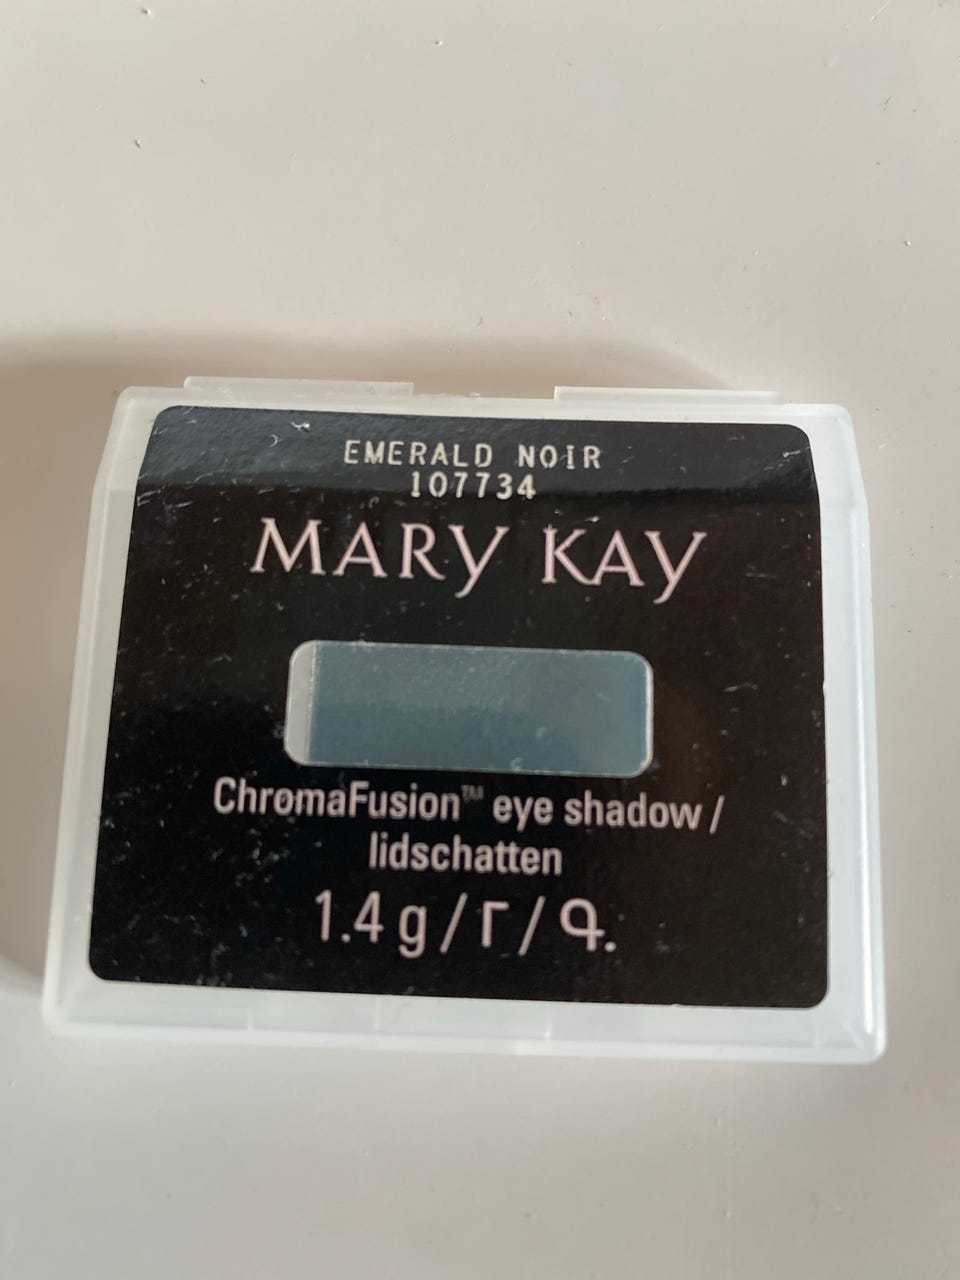 EMERALD NOIR
107734
MARY KAY
ChromaFusion™ eye shadow /
lidschatten
1.4 g / Г / Գ.